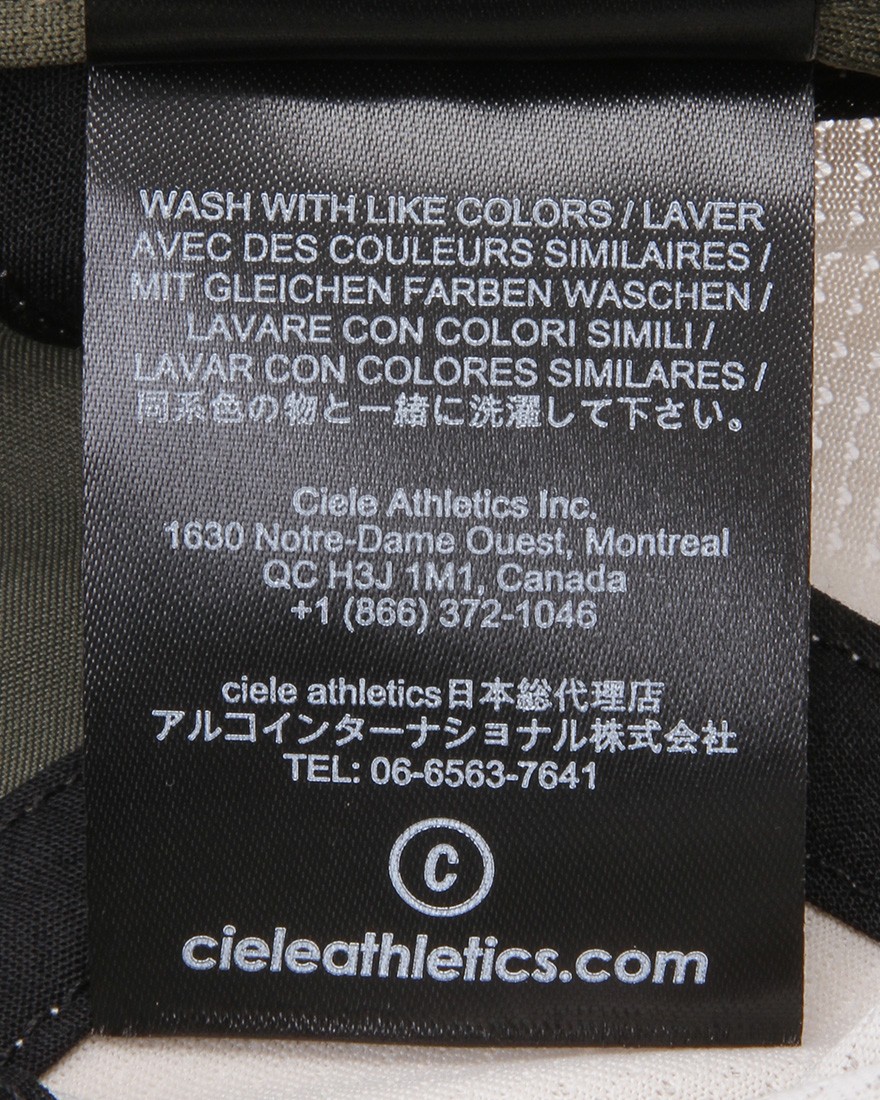 WASH WITH LIKE COLORS / LAVER
AVEC DES COULEURS SIMILAIRES /
MIT GLEICHEN FARBEN WASCHEN /
LAVARE CON COLORI SIMILI /
LAVAR CON COLORES SIMILARES /
同系色の物と一緒に洗濯して下さい。
Ciele Athletics Inc.
1630 Notre-Dame Ouest, Montreal
QC H3J 1M1, Canada
+1 (866) 372-1046
ciele athletics日本総代理店
アルコインターナショナル株式会社
TEL: 06-6563-7641
C
cieleathletics.com